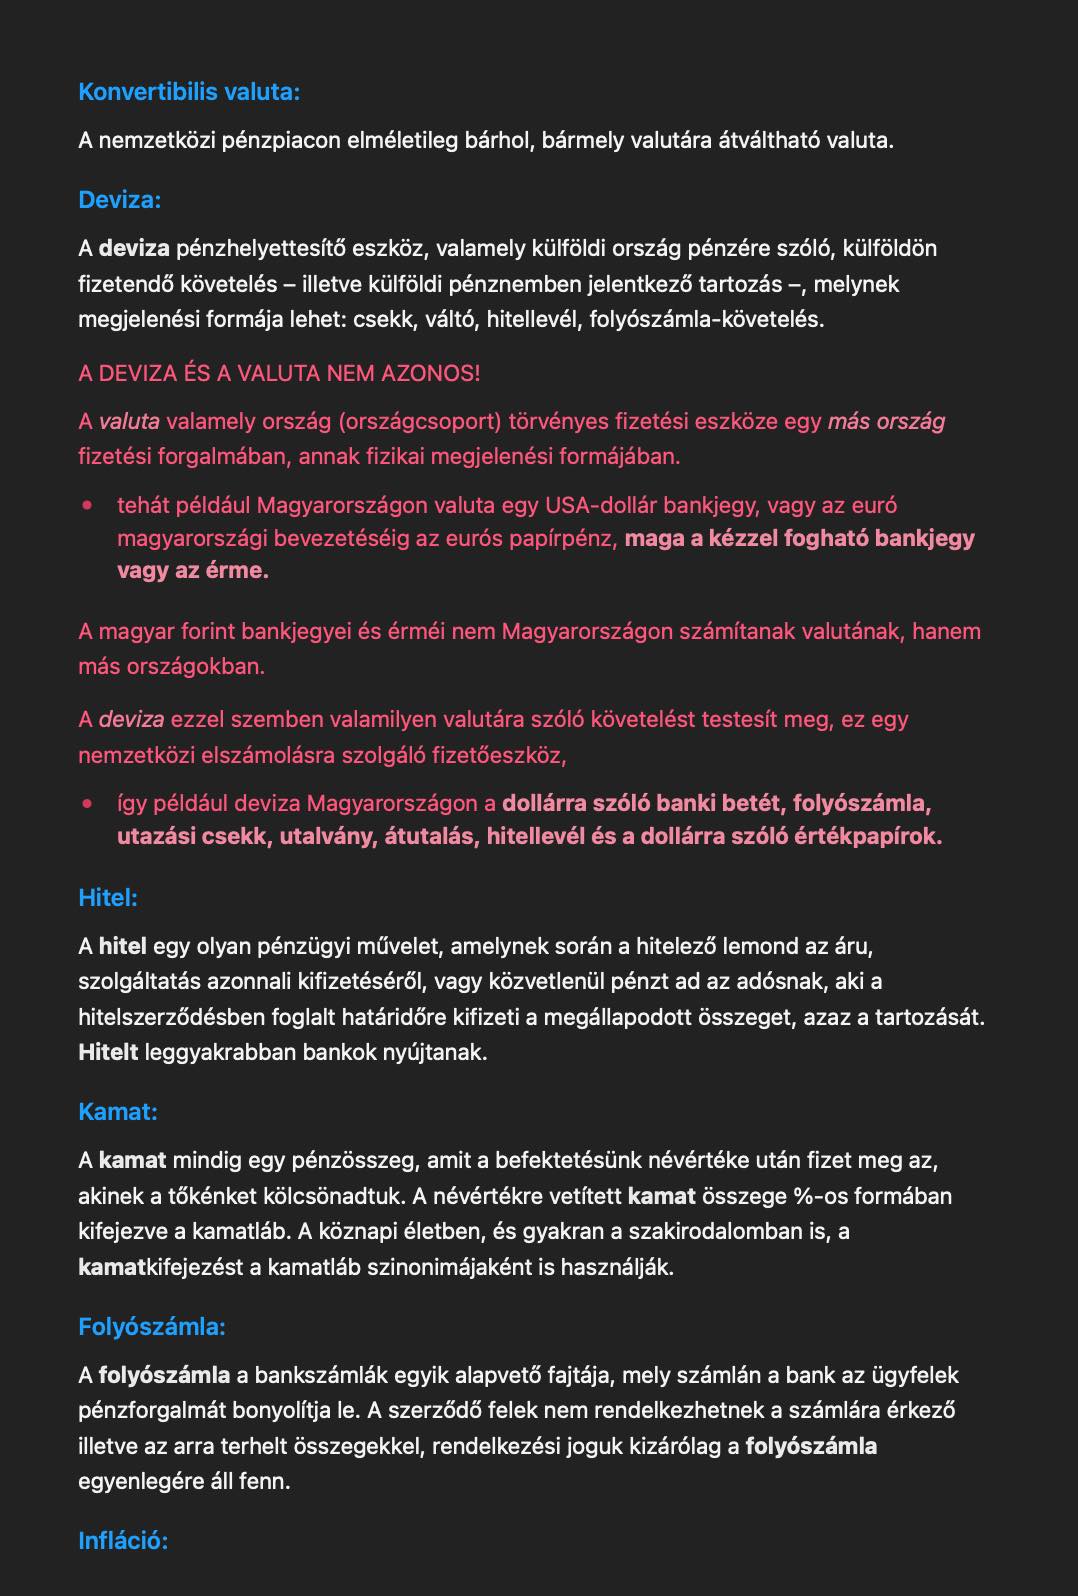 Konvertibilis valuta:
A nemzetközi pénzpiacon elméletileg bárhol, bármely valutára átváltható valuta.
Deviza:
A deviza pénzhelyettesítő eszköz, valamely külföldi ország pénzére szóló, külföldön
fizetendő követelés – illetve külföldi pénznemben jelentkező tartozás –, melynek
megjelenési formája lehet: csekk, váltó, hitellevél, folyószámla-követelés.
A DEVIZA ÉS A VALUTA NEM AZONOS!
A valuta valamely ország (országcsoport) törvényes fizetési eszköze egy más ország
fizetési forgalmában, annak fizikai megjelenési formájában.
• tehát például Magyarországon valuta egy USA-dollár bankjegy, vagy az euró
magyarországi bevezetéséig az eurós papírpénz, maga a kézzel fogható bankjegy
vagy az érme.
A magyar forint bankjegyei és érméi nem Magyarországon számítanak valutának, hanem
más országokban.
A deviza ezzel szemben valamilyen valutára szóló követelést testesít meg, ez egy
nemzetközi elszámolásra szolgáló fizetőeszköz,
• így például deviza Magyarországon a dollárra szóló banki betét, folyószámla,
utazási csekk, utalvány, átutalás, hitellevél és a dollárra szóló értékpapírok.
Hitel:
A hitel egy olyan pénzügyi művelet, amelynek során a hitelező lemond az áru,
szolgáltatás azonnali kifizetéséről, vagy közvetlenül pénzt ad az adósnak, aki a
hitelszerződésben foglalt határidőre kifizeti a megállapodott összeget, azaz a tartozását.
Hitelt leggyakrabban bankok nyújtanak.
Kamat:
A kamat mindig egy pénzösszeg, amit a befektetésünk névértéke után fizet meg az,
akinek a tőkénket kölcsönadtuk. A névértékre vetített kamat összege %-os formában
kifejezve a kamatláb. A köznapi életben, és gyakran a szakirodalomban is, a
kamatkifejezést a kamatláb szinonimájaként is használják.
Folyószámla:
A folyószámla a bankszámlák egyik alapvető fajtája, mely számlán a bank az ügyfelek
pénzforgalmát bonyolítja le. A szerződő felek nem rendelkezhetnek a számlára érkező
illetve az arra terhelt összegekkel, rendelkezési joguk kizárólag a folyószámla
egyenlegére áll fenn.
Infláció: